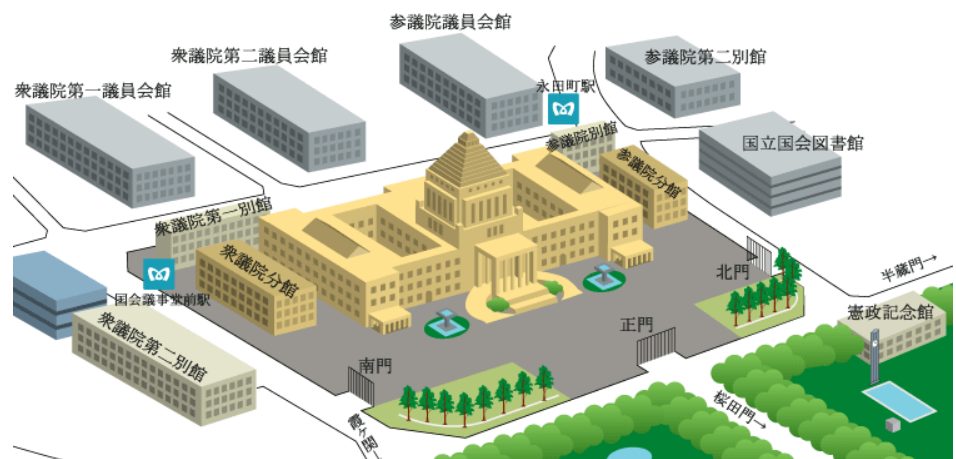 参議院議員会館
衆議院第二議員会館
参議院第二別館
衆議院第一議員会館
永田町駅
参議院別館
国立国会図書館
参議院分館
衆議院第一別館
衆議院分館
北門
半蔵門→
国会議事堂前駅
憲政記念館
衆議院第二別館
正門
南門
桜田門→
霞ヶ関→